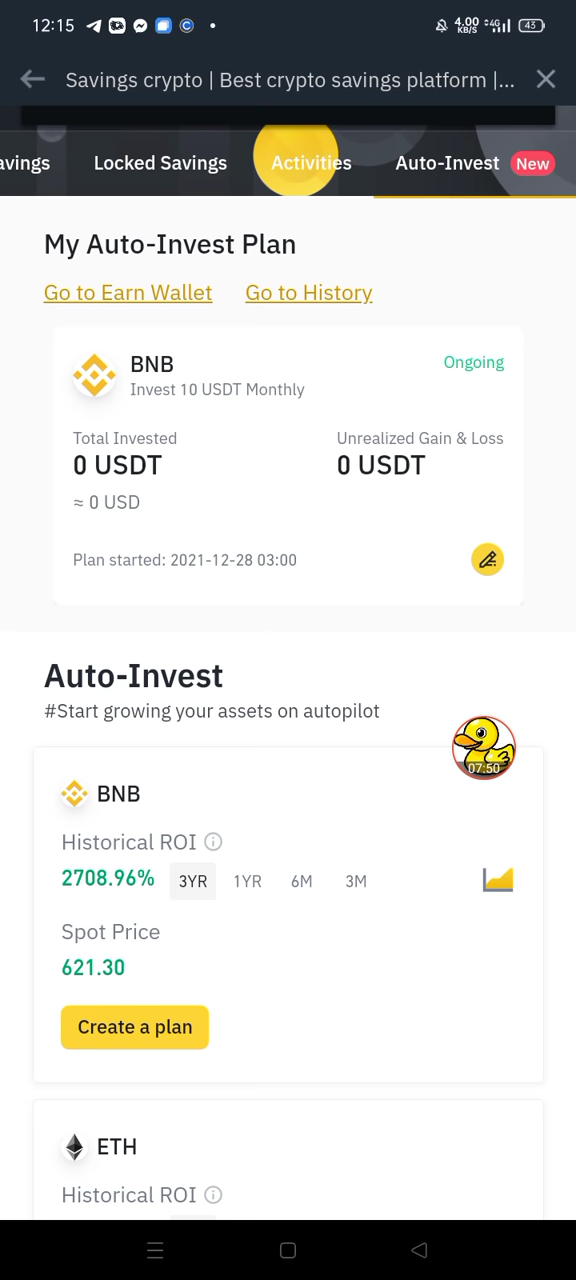 12:15
4.00 KB/S 4G 43
Savings crypto | Best crypto savings platform |...
avings Locked Savings Activities Auto-Invest New
My Auto-Invest Plan
Go to Earn Wallet Go to History
BNB Ongoing
Invest 10 USDT Monthly
Total Invested Unrealized Gain & Loss
0 USDT 0 USDT
≈ 0 USD
Plan started: 2021-12-28 03:00
Auto-Invest
#Start growing your assets on autopilot
07:50
BNB
Historical ROI
2708.96% 3YR 1YR 6M 3M
Spot Price
621.30
Create a plan
ETH
Historical ROI